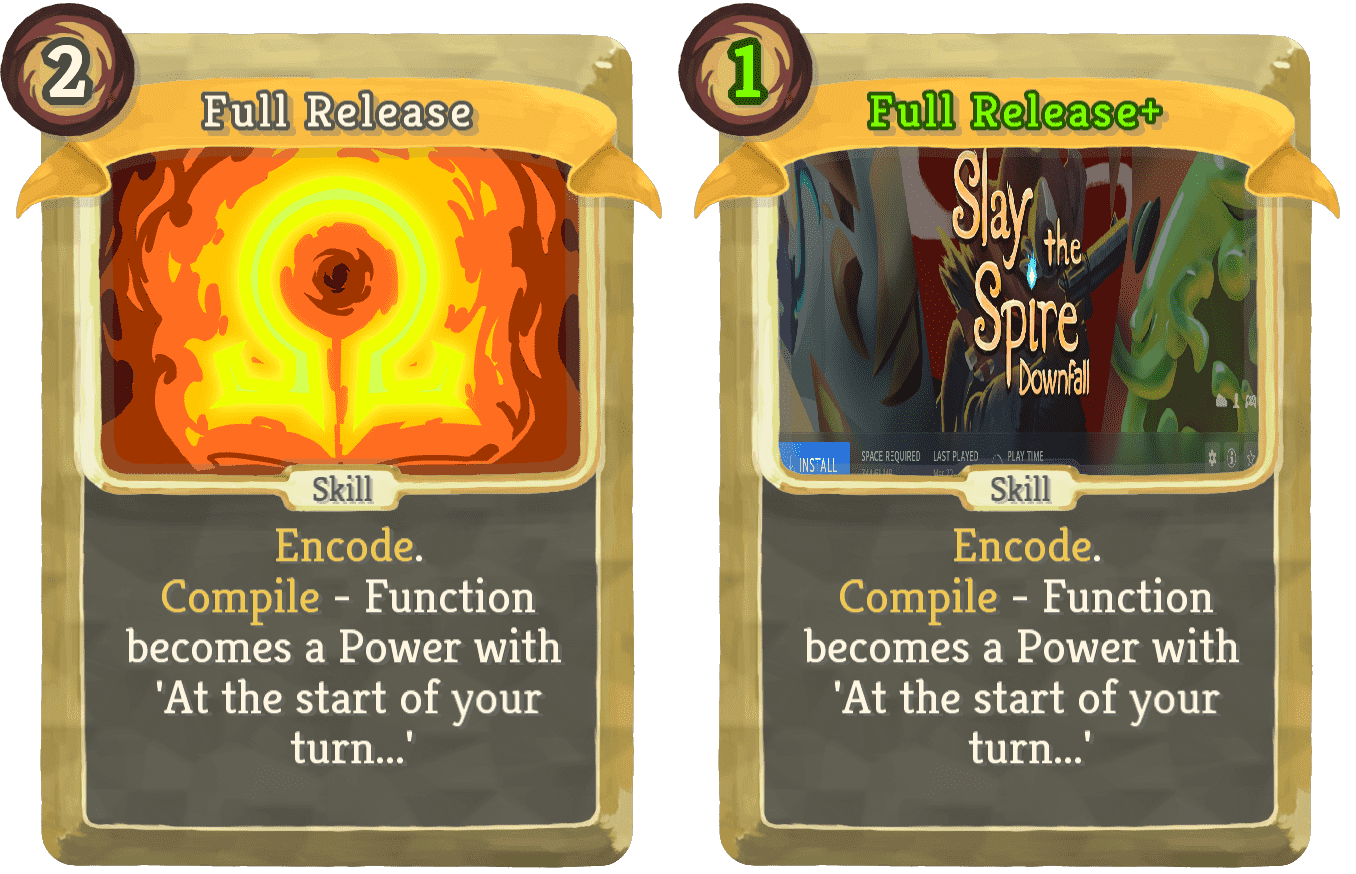 2
Full Release
Skill
Encode.
Compile - Function
becomes a Power with
'At the start of your
turn...'
1
Full Release+
Slay
the
Spire
Downfall
INSTALL
SPACE REQUIRED
LAST PLAYED
PLAY TIME
Skill
Encode.
Compile - Function
becomes a Power with
'At the start of your
turn...'